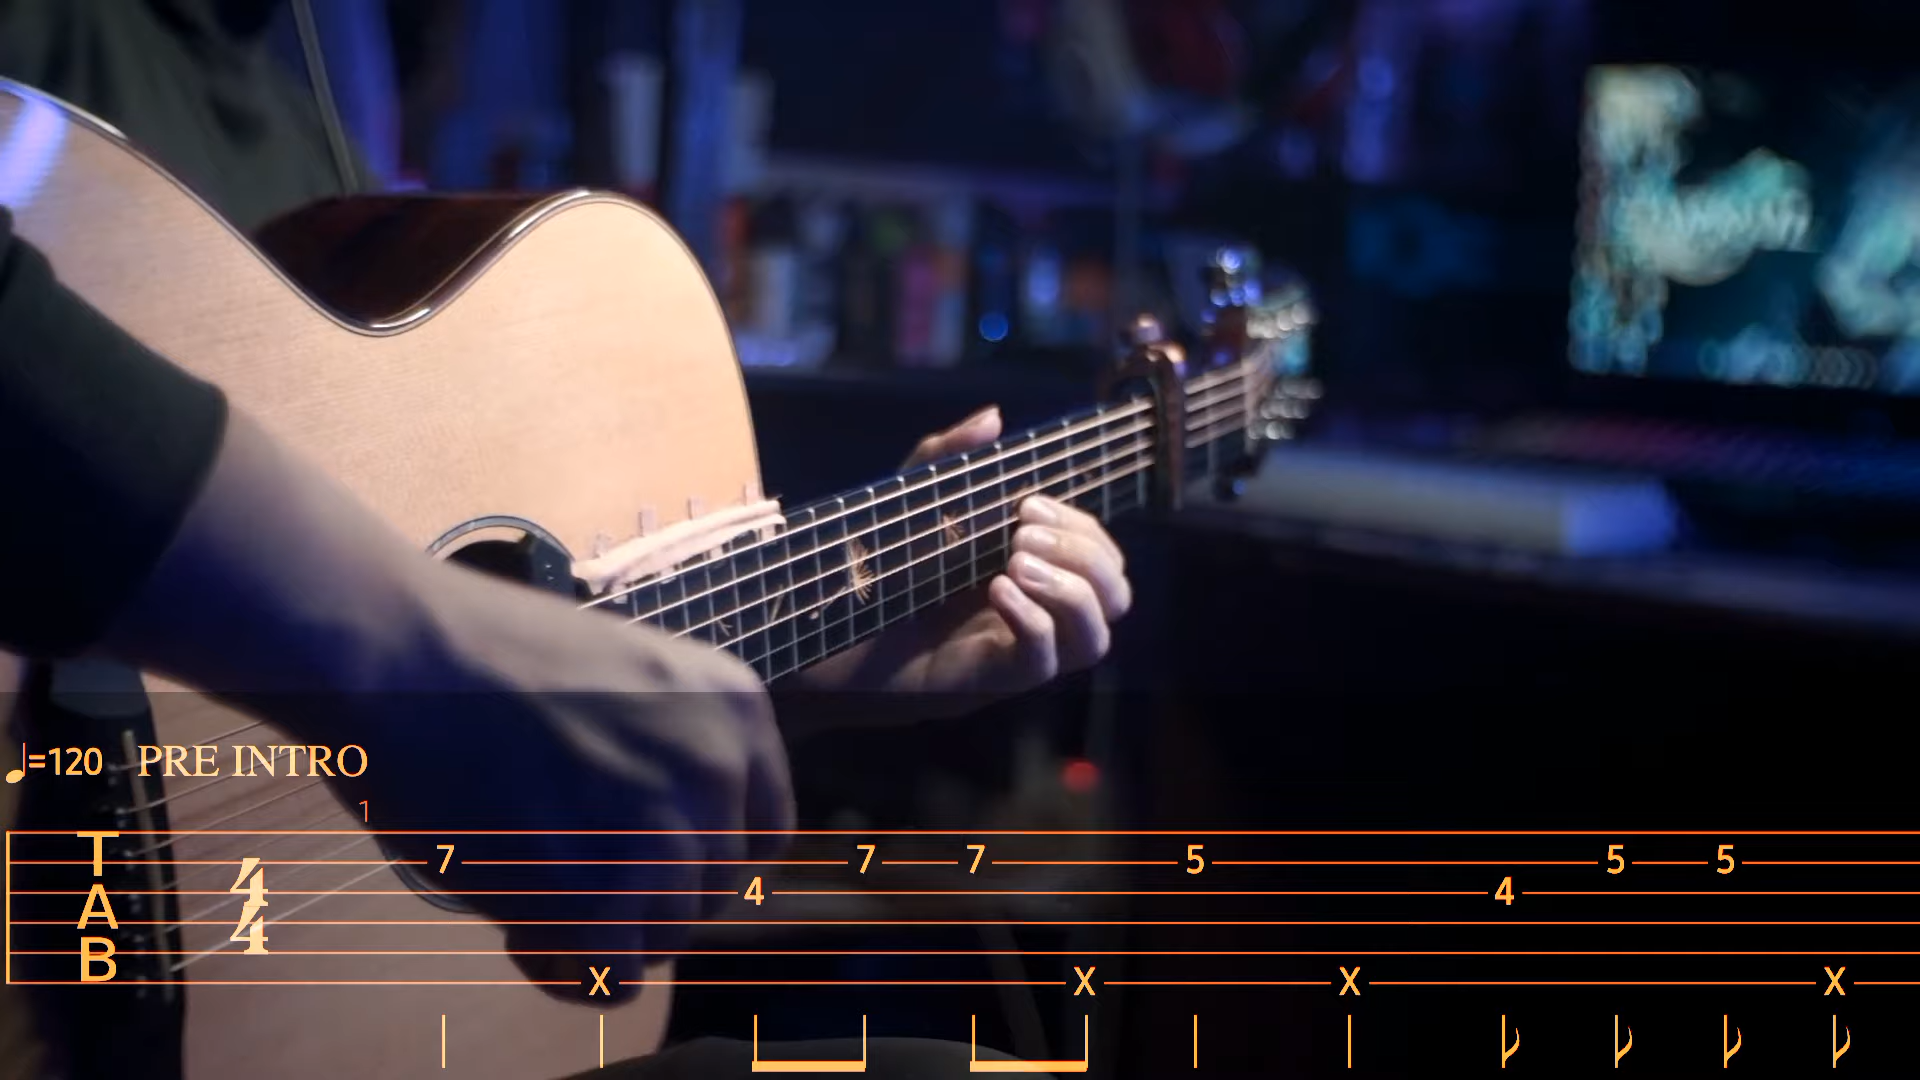 ♩=120 PRE INTRO
1
T A B 4 4
7 7 7 5 5 5
4 4
X X X X